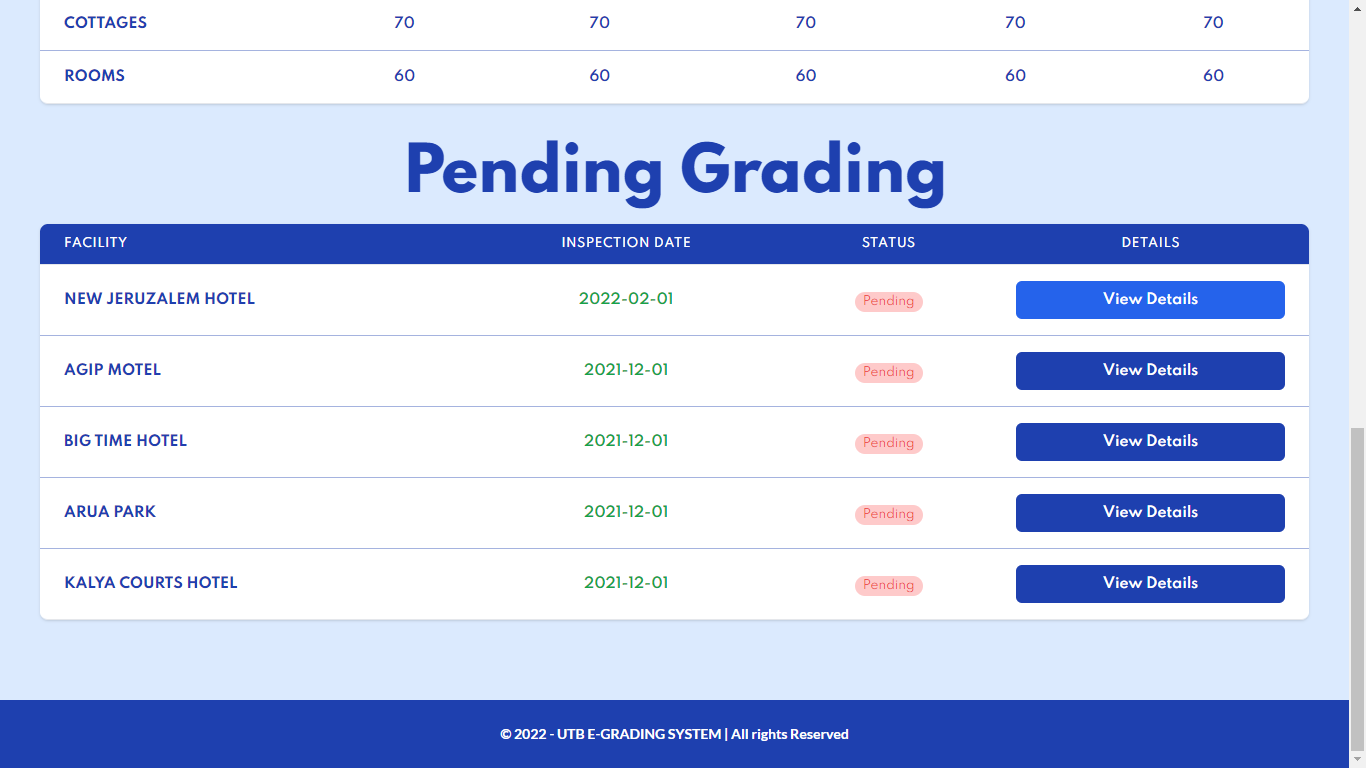 COTTAGES 70 70 70 70 70
ROOMS 60 60 60 60 60
Pending Grading
FACILITY INSPECTION DATE STATUS DETAILS
NEW JERUZALEM HOTEL 2022-02-01 Pending View Details
AGIP MOTEL 2021-12-01 Pending View Details
BIG TIME HOTEL 2021-12-01 Pending View Details
ARUA PARK 2021-12-01 Pending View Details
KALYA COURTS HOTEL 2021-12-01 Pending View Details
© 2022 - UTB E-GRADING SYSTEM | All rights Reserved